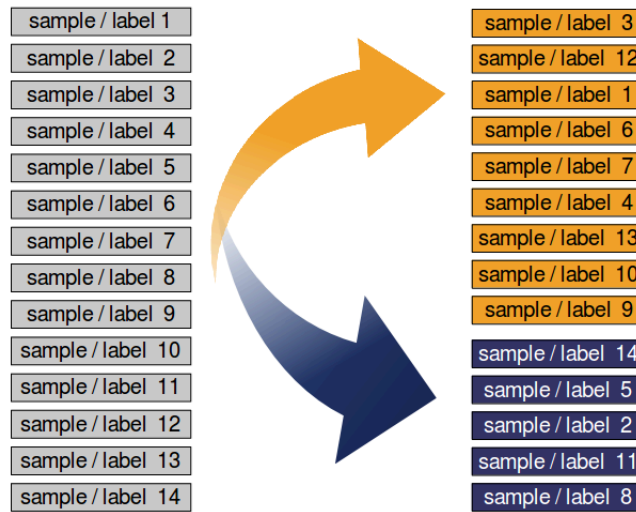 sample / label 1
sample / label 2
sample / label 3
sample / label 4
sample / label 5
sample / label 6
sample / label 7
sample / label 8
sample / label 9
sample / label 10
sample / label 11
sample / label 12
sample / label 13
sample / label 14
sample / label 3
sample / label 12
sample / label 1
sample / label 6
sample / label 7
sample / label 4
sample / label 13
sample / label 10
sample / label 9
sample / label 14
sample / label 5
sample / label 2
sample / label 11
sample / label 8